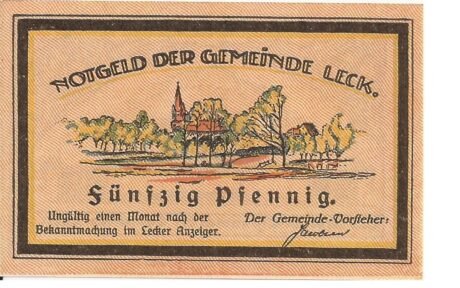 NOTGELD DER GEMEINDE LECK.
Fünfzig Pfennig.
Ungültig einen Monat nach der
Bekanntmachung im Lecker Anzeiger.
Der Gemeinde-Vorsteher: